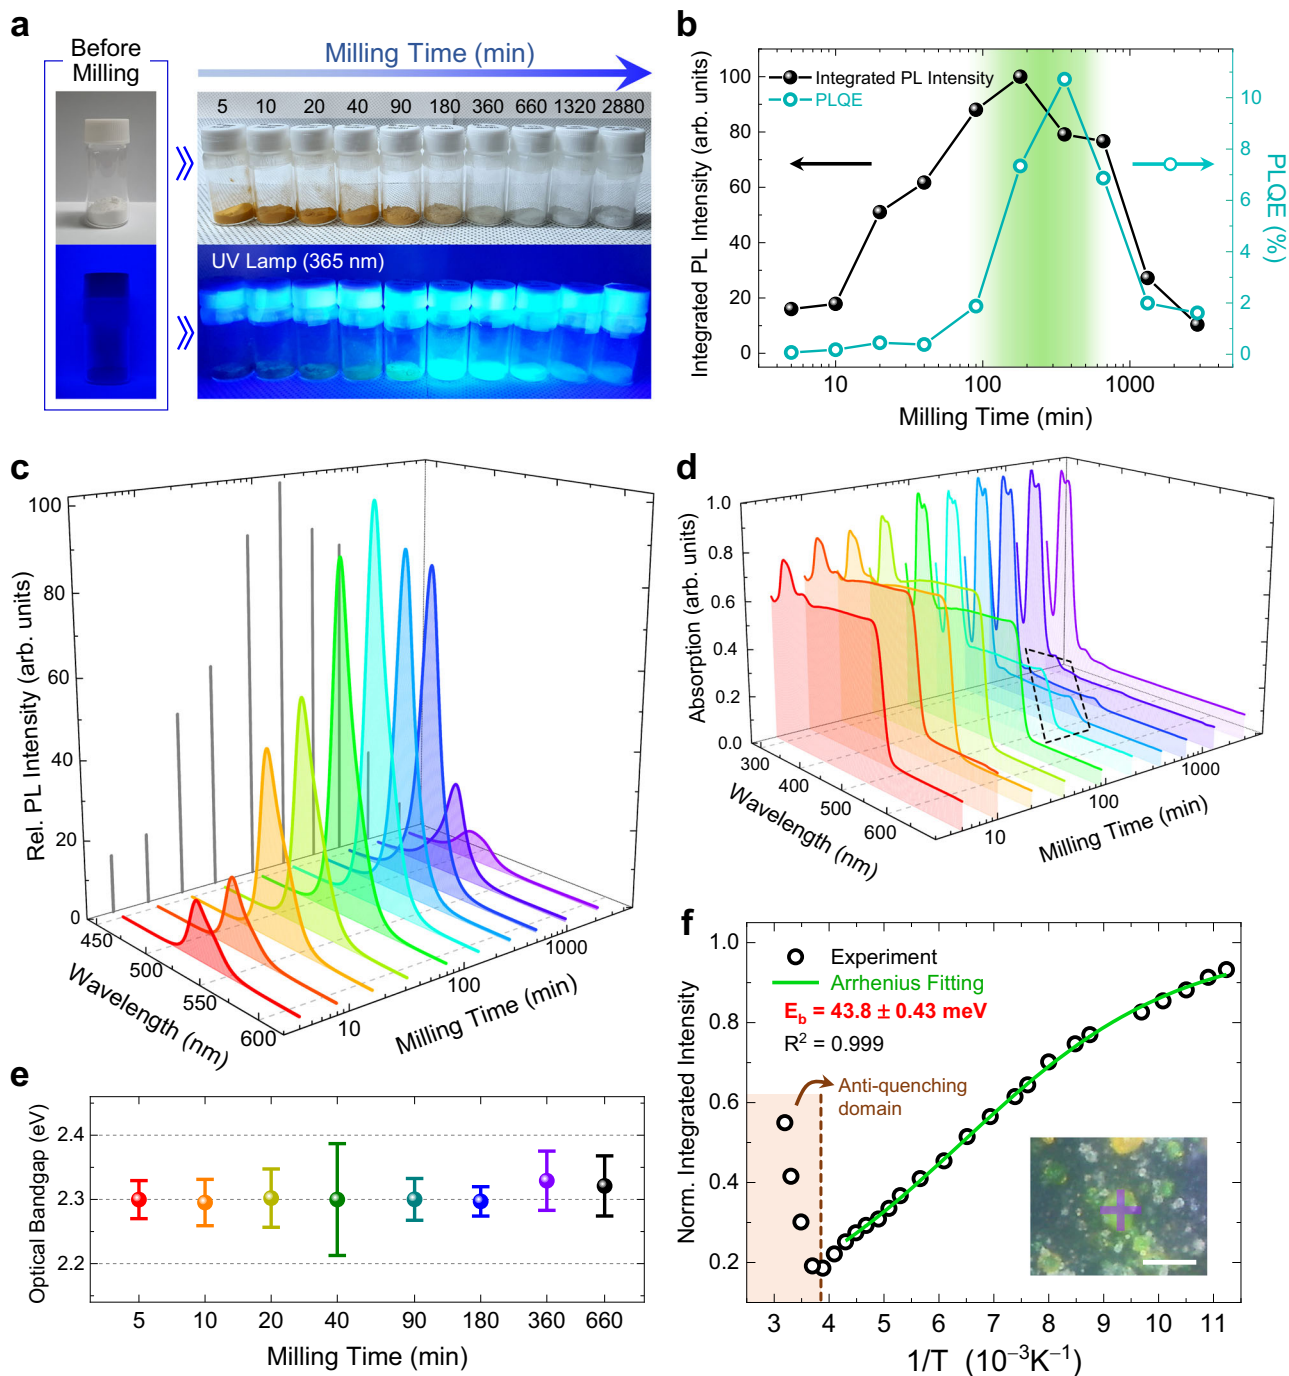 a
Before
Milling
Milling Time (min)
5 10 20 40 90 180 360 660 1320 2880
UV Lamp (365 nm)
b
Integrated PL Intensity (arb. units)
100
80
60
40
20
0
Integrated PL Intensity
PLQE
10
8
6
4
2
0
PLQE (%)
10 100 1000
Milling Time (min)
c
Rel. PL Intensity (arb. units)
100
80
60
40
20
0
450
500
550
600
Wavelength (nm)
10
100
1000
Milling Time (min)
d
Absorption (arb. units)
1.0
0.8
0.6
0.4
0.2
0.0
300
400
500
600
Wavelength (nm)
10
100
1000
Milling Time (min)
e
Optical Bandgap (eV)
2.4
2.3
2.2
5 10 20 40 90 180 360 660
Milling Time (min)
f
Norm. Integrated Intensity
1.0
0.8
0.6
0.4
0.2
Experiment
Arrhenius Fitting
E_b = 43.8 ± 0.43 meV
R² = 0.999
Anti-quenching
domain
3 4 5 6 7 8 9 10 11
1/T (10⁻³K⁻¹)